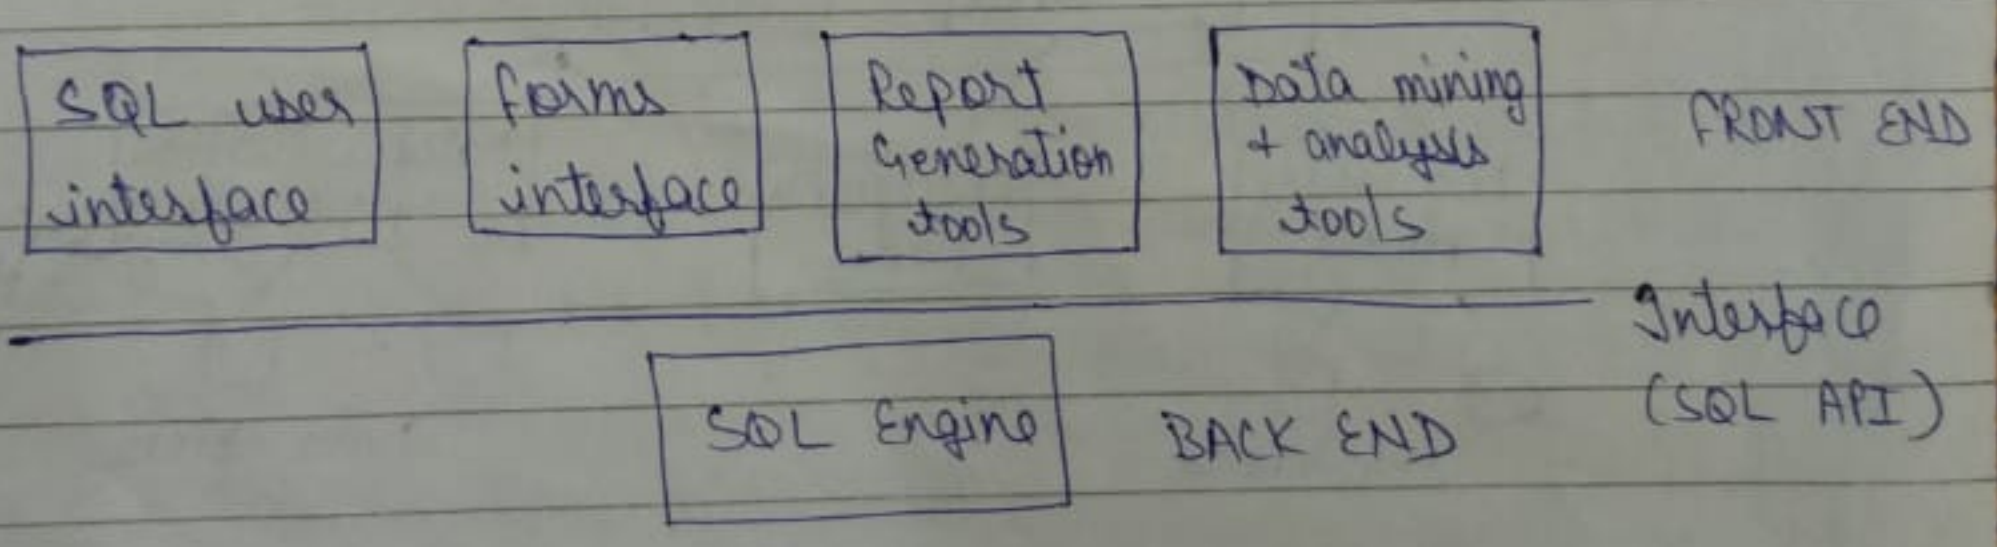 SQL user
interface
forms
interface
Report
Generation
tools
Data mining
+ analysis
tools
FRONT END
Interface
(SQL API)
SQL Engine
BACK END